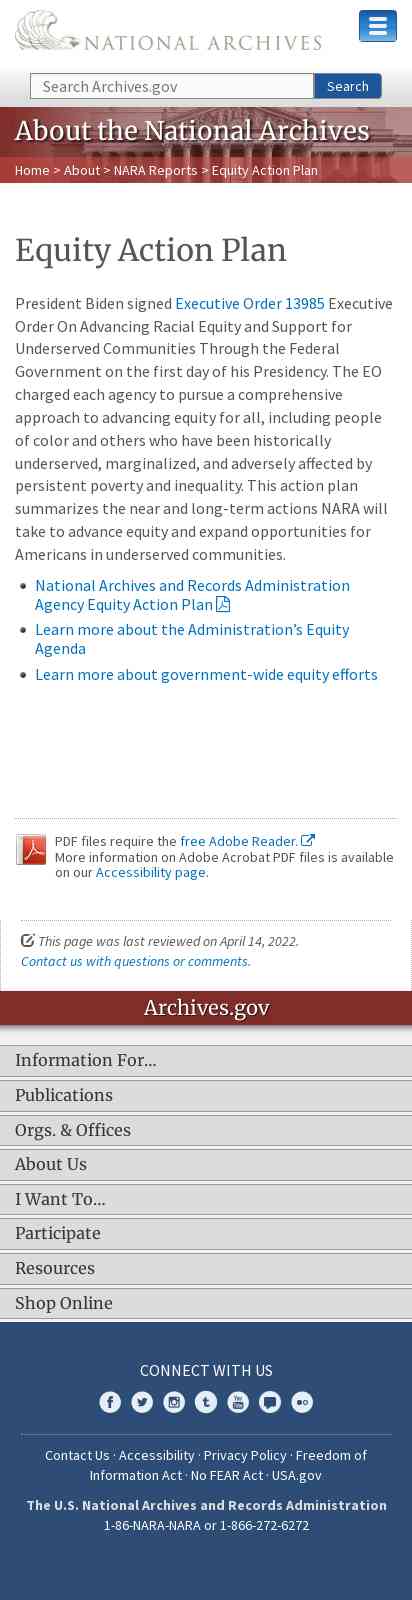 NATIONAL ARCHIVES
Search Archives.gov
Search
About the National Archives
Home > About > NARA Reports > Equity Action Plan
Equity Action Plan
President Biden signed Executive Order 13985 Executive
Order On Advancing Racial Equity and Support for
Underserved Communities Through the Federal
Government on the first day of his Presidency. The EO
charged each agency to pursue a comprehensive
approach to advancing equity for all, including people
of color and others who have been historically
underserved, marginalized, and adversely affected by
persistent poverty and inequality. This action plan
summarizes the near and long-term actions NARA will
take to advance equity and expand opportunities for
Americans in underserved communities.
National Archives and Records Administration
Agency Equity Action Plan
Learn more about the Administration’s Equity
Agenda
Learn more about government-wide equity efforts
PDF files require the free Adobe Reader.
More information on Adobe Acrobat PDF files is available
on our Accessibility page.
This page was last reviewed on April 14, 2022.
Contact us with questions or comments.
Archives.gov
Information For…
Publications
Orgs. & Offices
About Us
I Want To…
Participate
Resources
Shop Online
CONNECT WITH US
Contact Us · Accessibility · Privacy Policy · Freedom of
Information Act · No FEAR Act · USA.gov
The U.S. National Archives and Records Administration
1-86-NARA-NARA or 1-866-272-6272